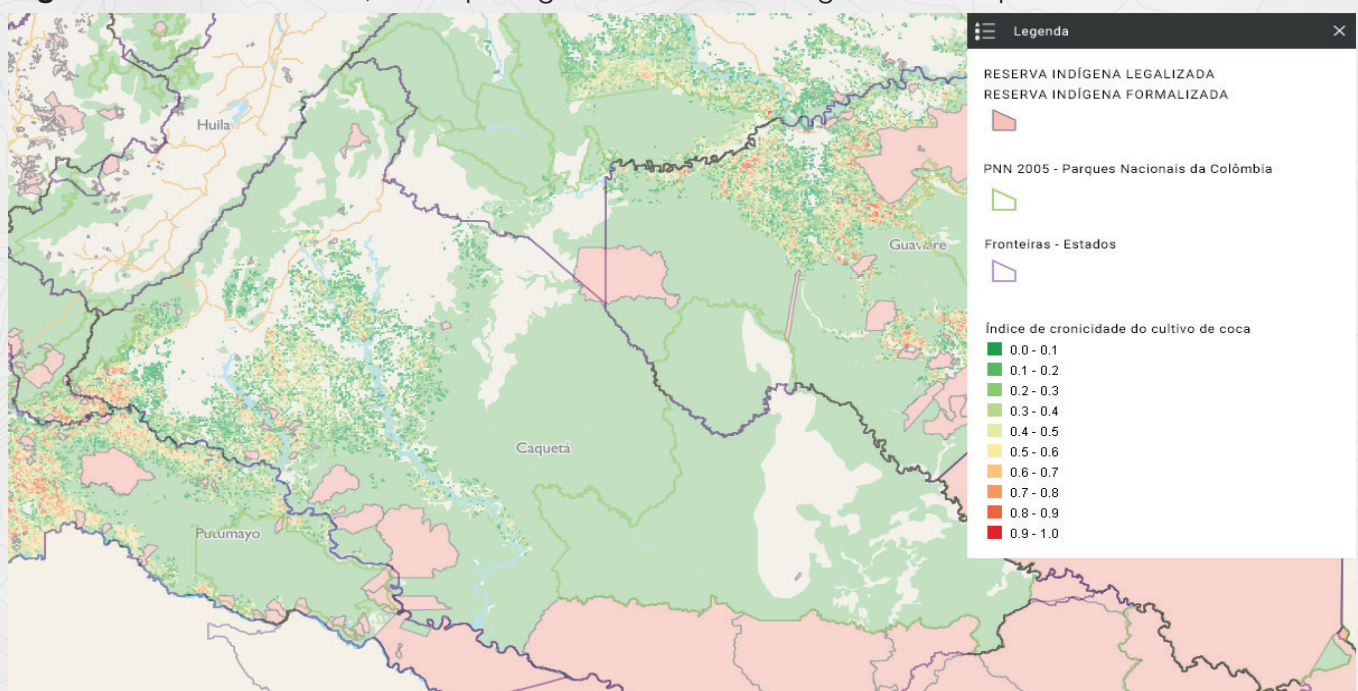 Legenda
RESERVA INDÍGENA LEGALIZADA
RESERVA INDÍGENA FORMALIZADA
PNN 2005 - Parques Nacionais da Colômbia
Fronteiras - Estados
Índice de cronicidade do cultivo de coca
0.0 - 0.1
0.1 - 0.2
0.2 - 0.3
0.3 - 0.4
0.4 - 0.5
0.5 - 0.6
0.6 - 0.7
0.7 - 0.8
0.8 - 0.9
0.9 - 1.0
Huila
Guaviare
Caquetá
Putumayo